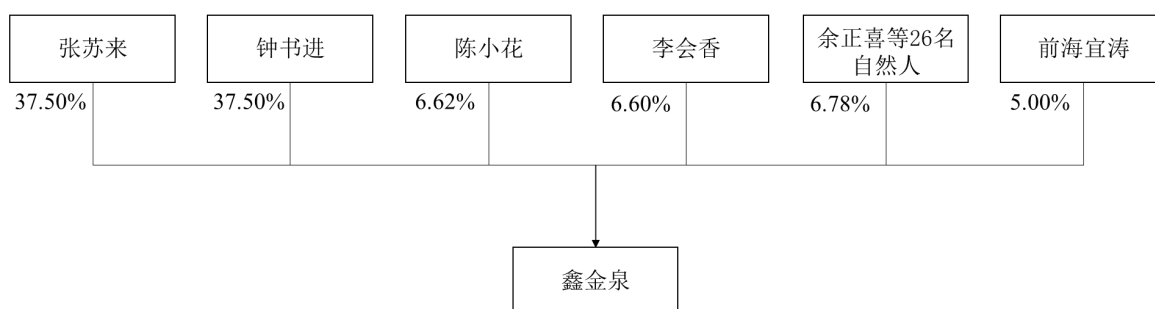 张苏来
钟书进
陈小花
李会香
余正喜等26名
自然人
前海宜涛
37.50%
37.50%
6.62%
6.60%
6.78%
5.00%
鑫金泉